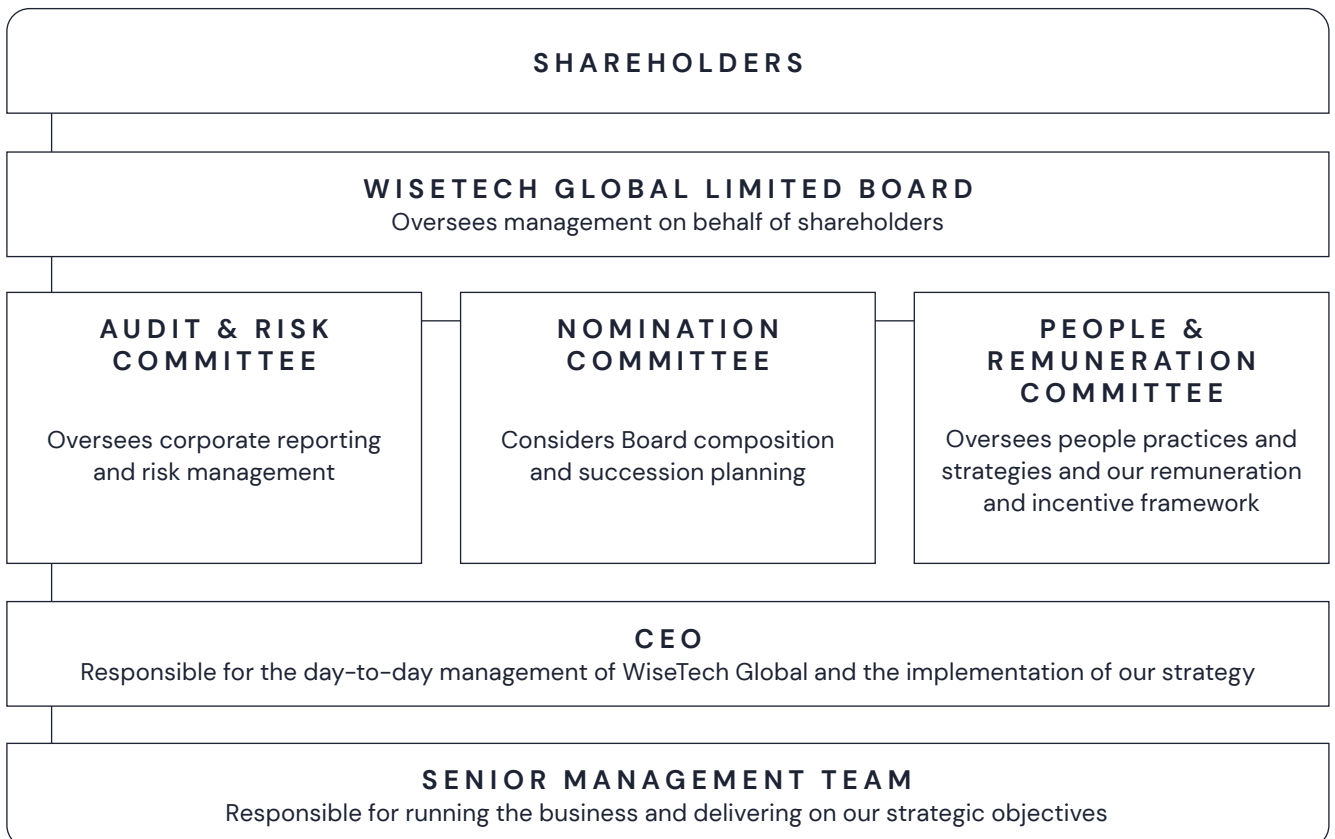 SHAREHOLDERS
WISETECH GLOBAL LIMITED BOARD
Oversees management on behalf of shareholders
AUDIT & RISK
COMMITTEE
Oversees corporate reporting
and risk management
NOMINATION
COMMITTEE
Considers Board composition
and succession planning
PEOPLE &
REMUNERATION
COMMITTEE
Oversees people practices and
strategies and our remuneration
and incentive framework
CEO
Responsible for the day-to-day management of WiseTech Global and the implementation of our strategy
SENIOR MANAGEMENT TEAM
Responsible for running the business and delivering on our strategic objectives